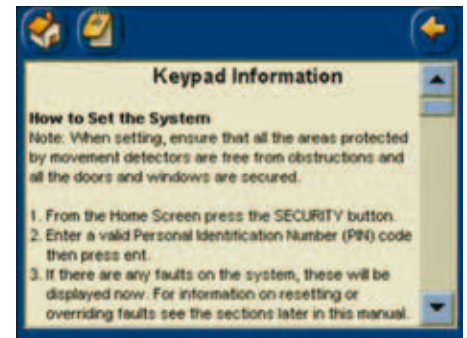 Keypad Information
How to Set the System
Note: When setting, ensure that all the areas protected
by movement detectors are free from obstructions and
all the doors and windows are secured.
1. From the Home Screen press the SECURITY button.
2. Enter a valid Personal Identification Number (PIN) code
then press ent.
3. If there are any faults on the system, these will be
displayed now. For information on resetting or
overriding faults see the sections later in this manual.